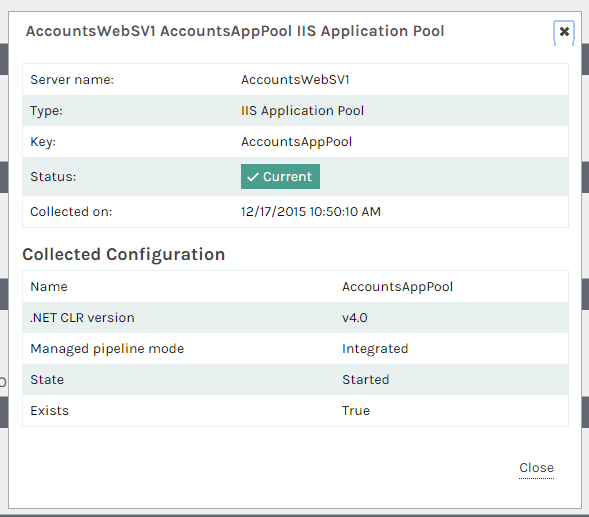 AccountsWebSV1 AccountsAppPool IIS Application Pool
Server name: AccountsWebSV1
Type: IIS Application Pool
Key: AccountsAppPool
Status: Current
Collected on: 12/17/2015 10:50:10 AM
Collected Configuration
Name AccountsAppPool
.NET CLR version v4.0
Managed pipeline mode Integrated
State Started
Exists True
Close